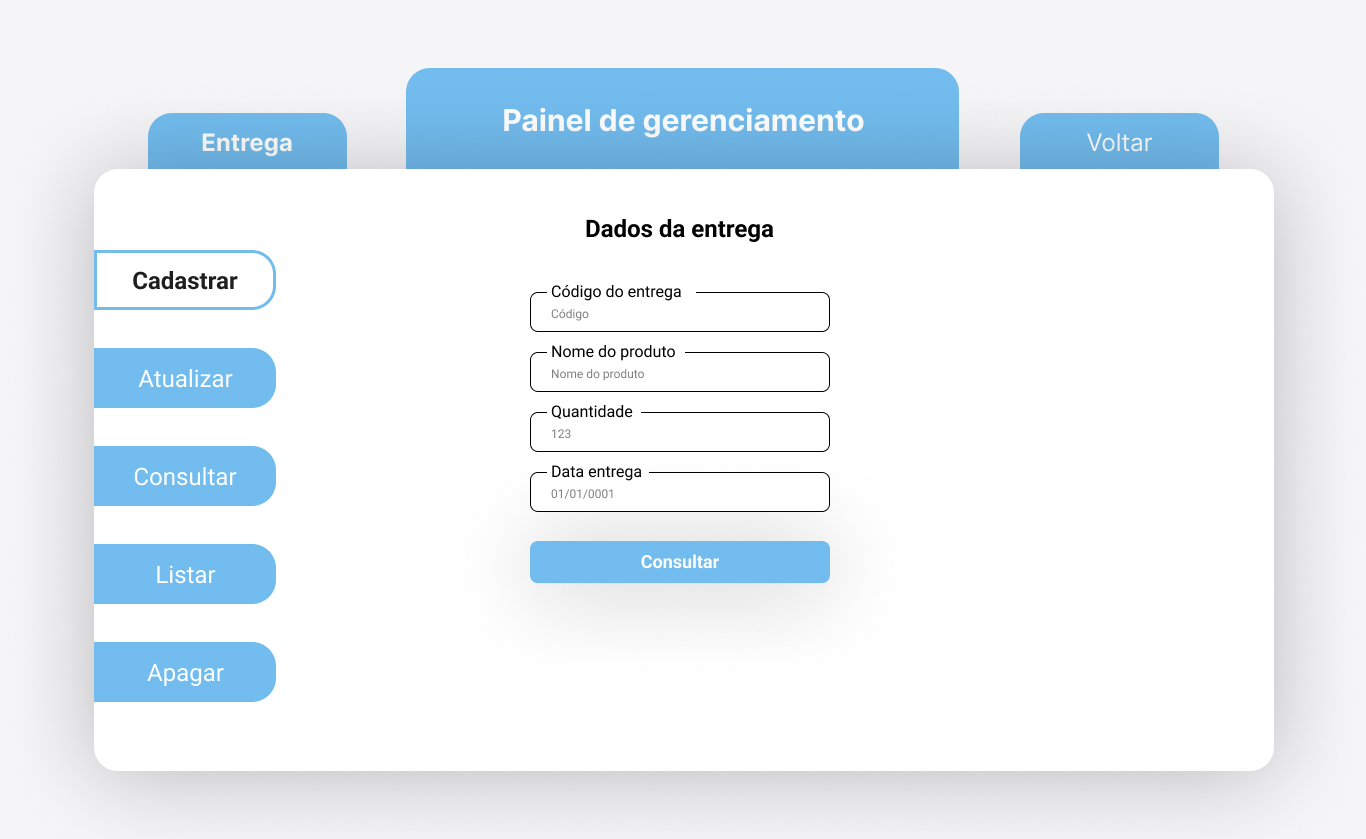 Painel de gerenciamento
Entrega
Voltar
Dados da entrega
Cadastrar
Atualizar
Consultar
Listar
Apagar
Código do entrega
Código
Nome do produto
Nome do produto
Quantidade
123
Data entrega
01/01/0001
Consultar